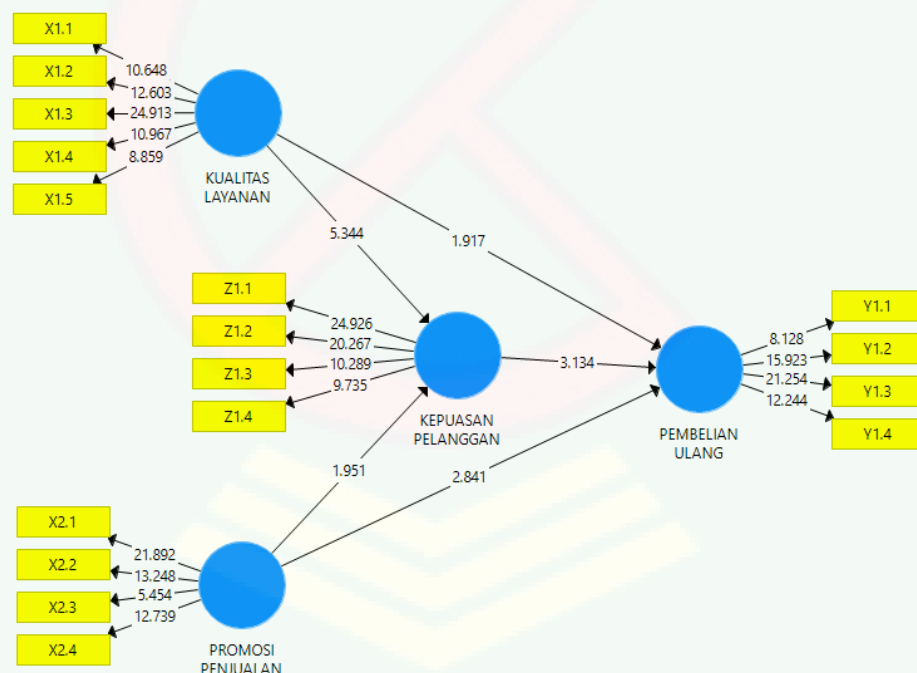 X1.1
X1.2
X1.3
X1.4
X1.5
10.648
12.603
24.913
10.967
8.859
KUALITAS
LAYANAN
5.344
1.917
Z1.1
Z1.2
Z1.3
Z1.4
24.926
20.267
10.289
9.735
KEPUASAN
PELANGGAN
3.134
PEMBELIAN
ULANG
8.128
15.923
21.254
12.244
Y1.1
Y1.2
Y1.3
Y1.4
1.951
2.841
X2.1
X2.2
X2.3
X2.4
21.892
13.248
5.454
12.739
PROMOSI
PENJUALAN